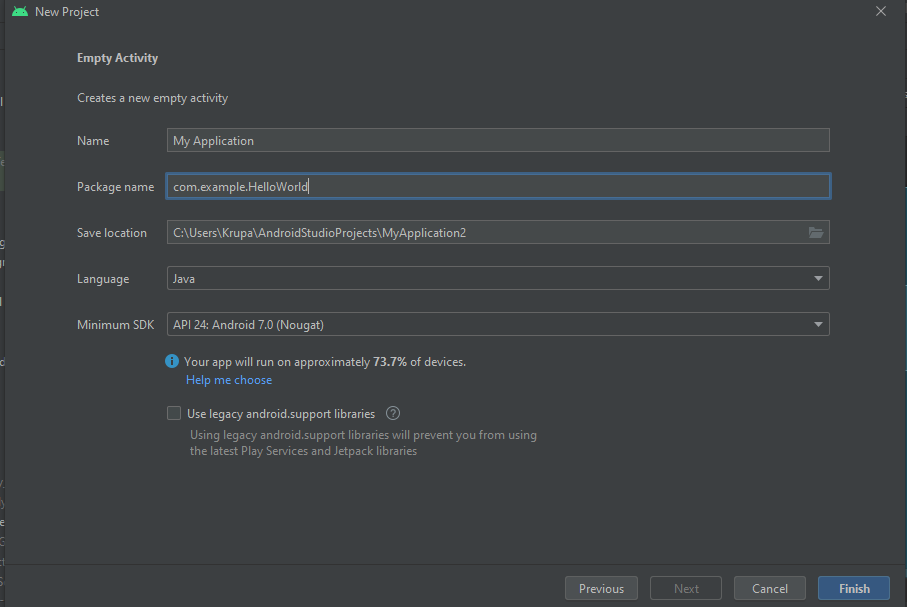 New Project
Empty Activity
Creates a new empty activity
Name My Application
Package name com.example.HelloWorld
Save location C:\Users\Krupa\AndroidStudioProjects\MyApplication2
Language Java
Minimum SDK API 24: Android 7.0 (Nougat)
Your app will run on approximately 73.7% of devices.
Help me choose
Use legacy android.support libraries ?
Using legacy android.support libraries will prevent you from using
the latest Play Services and Jetpack libraries
Previous Next Cancel Finish